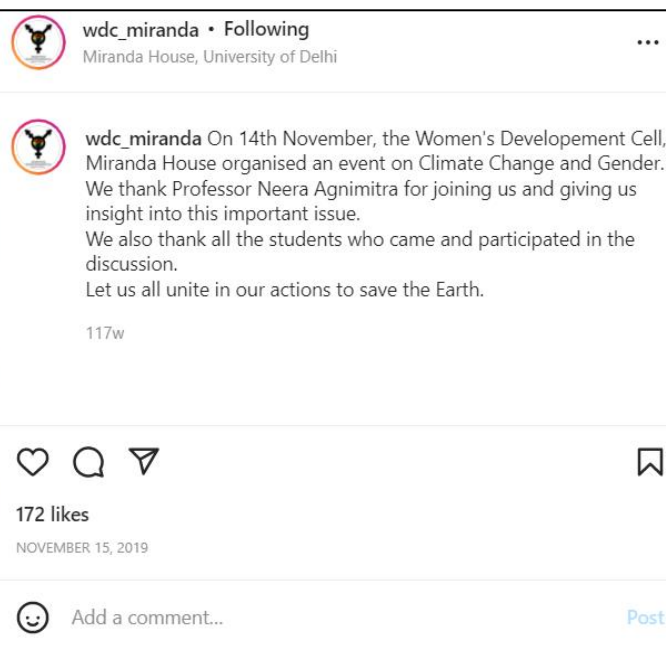 wdc_miranda • Following
Miranda House, University of Delhi
wdc_miranda On 14th November, the Women's Developement Cell,
Miranda House organised an event on Climate Change and Gender.
We thank Professor Neera Agnimitra for joining us and giving us
insight into this important issue.
We also thank all the students who came and participated in the
discussion.
Let us all unite in our actions to save the Earth.
117w
172 likes
NOVEMBER 15, 2019
Add a comment...
Post